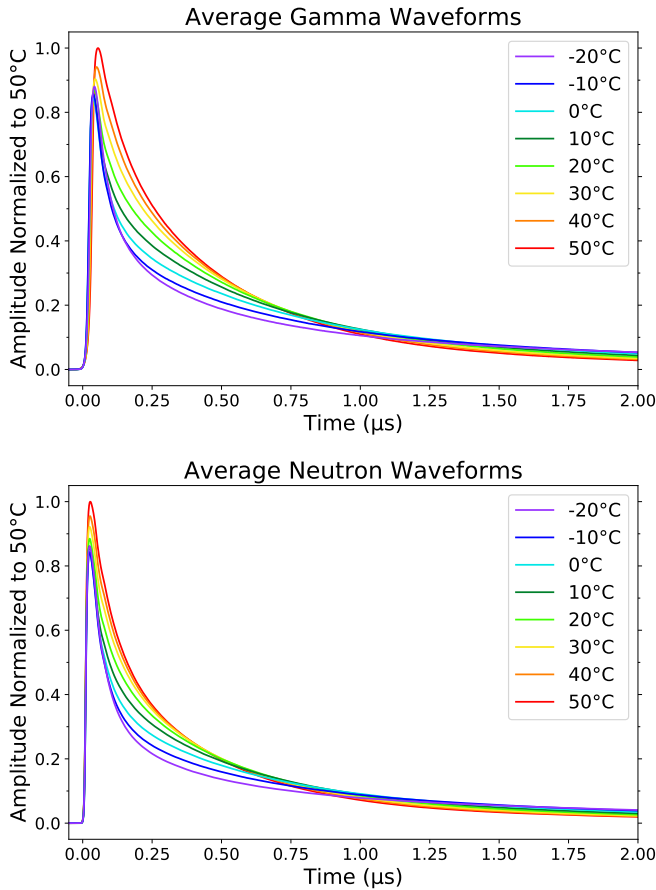 Average Gamma Waveforms
Amplitude Normalized to 50°C
1.0
0.8
0.6
0.4
0.2
0.0
-20°C
-10°C
0°C
10°C
20°C
30°C
40°C
50°C
0.00 0.25 0.50 0.75 1.00 1.25 1.50 1.75 2.00
Time (µs)
Average Neutron Waveforms
Amplitude Normalized to 50°C
1.0
0.8
0.6
0.4
0.2
0.0
-20°C
-10°C
0°C
10°C
20°C
30°C
40°C
50°C
0.00 0.25 0.50 0.75 1.00 1.25 1.50 1.75 2.00
Time (µs)